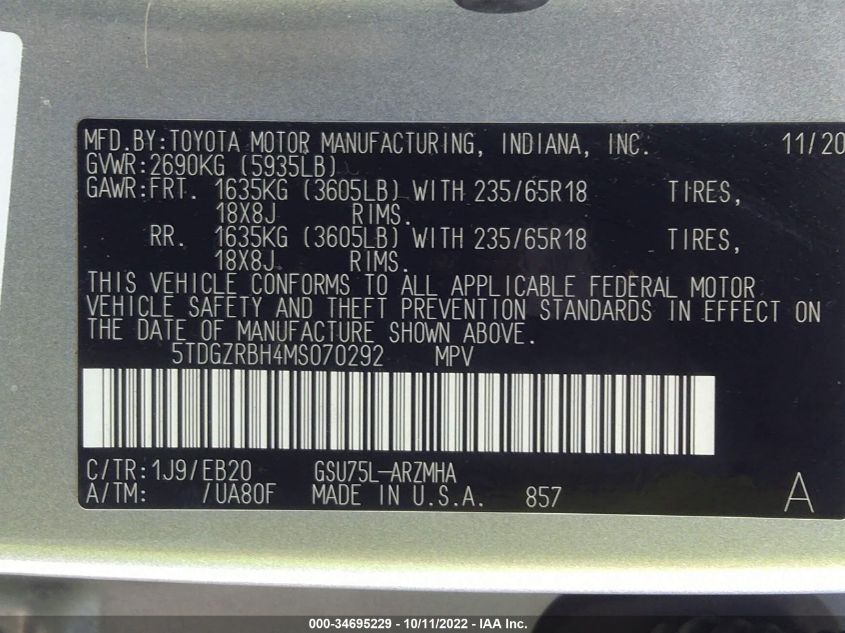 MFD.BY:TOYOTA MOTOR MANUFACTURING, INDIANA, INC. 11/20
GVWR:2690KG (5935LB)
GAWR:FRT. 1635KG (3605LB) WITH 235/65R18 TIRES,
18X8J RIMS.
RR. 1635KG (3605LB) WITH 235/65R18 TIRES,
18X8J RIMS.
THIS VEHICLE CONFORMS TO ALL APPLICABLE FEDERAL MOTOR
VEHICLE SAFETY AND THEFT PREVENTION STANDARDS IN EFFECT ON
THE DATE OF MANUFACTURE SHOWN ABOVE.
5TDGZRBH4MS070292 MPV
C/TR:1J9/EB20 GSU75L-ARZMHA
A/TM: /UA80F MADE IN U.S.A. 857 A
000-34695229 - 10/11/2022 - IAA Inc.